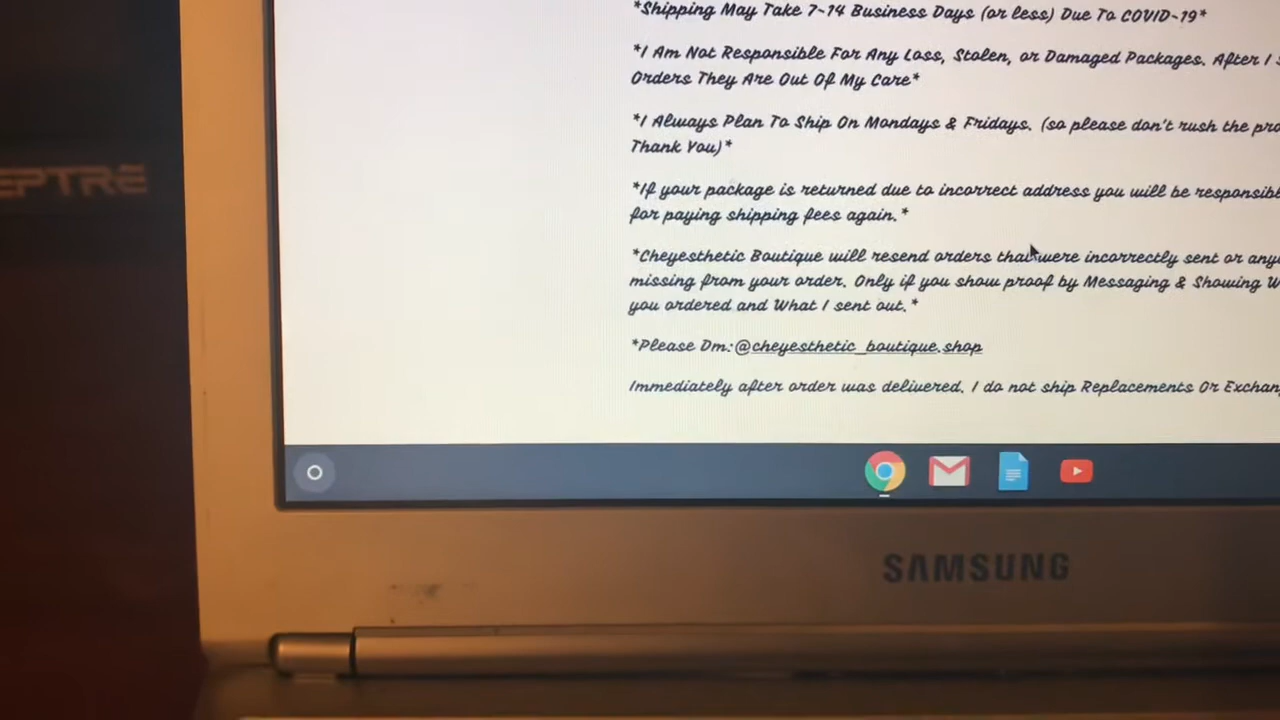 *Shipping May Take 7-14 Business Days (or less) Due To COVID-19*
*I Am Not Responsible For Any Loss, Stolen, or Damaged Packages. After I
Orders They Are Out Of My Care*
*I Always Plan To Ship On Mondays & Fridays. (so please don't rush the
Thank You)*
*If your package is returned due to incorrect address you will be
for paying shipping fees again.*
*Cheyesthetic Boutique will resend orders that were incorrectly sent or
missing from your order. Only if you show proof by Messaging & Showing
you ordered and What I sent out.*
*Please Dm:@cheyesthetic_boutique.shop
Immediately after order was delivered. I do not ship Replacements Or
EPTRE
SAMSUNG